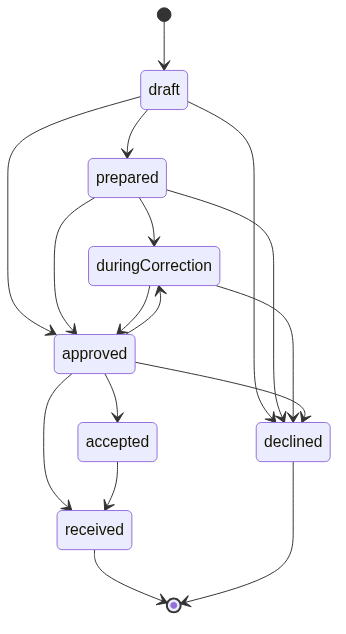 draft
prepared
duringCorrection
approved
accepted
declined
received